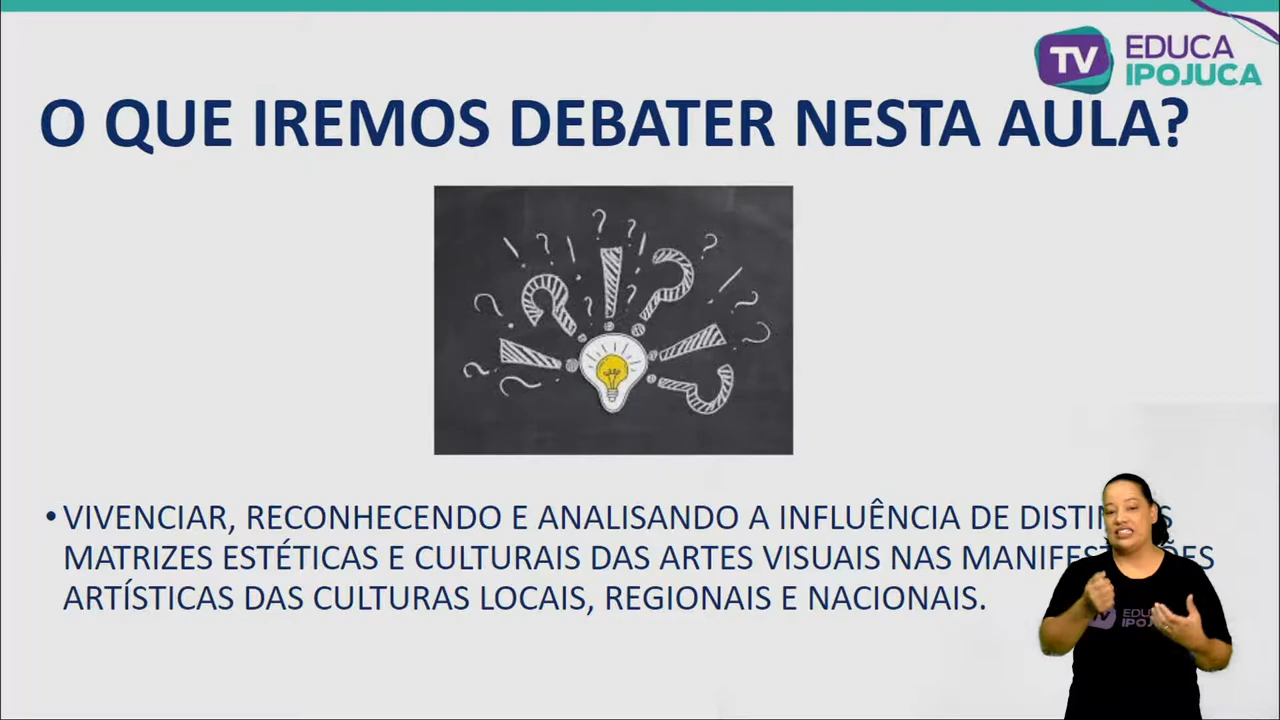 TV EDUCA
IPOJUCA
O QUE IREMOS DEBATER NESTA AULA?
• VIVENCIAR, RECONHECENDO E ANALISANDO A INFLUÊNCIA DE
MATRIZES ESTÉTICAS E CULTURAIS DAS ARTES VISUAIS NAS
ARTÍSTICAS DAS CULTURAS LOCAIS, REGIONAIS E NACIONAIS.
TV